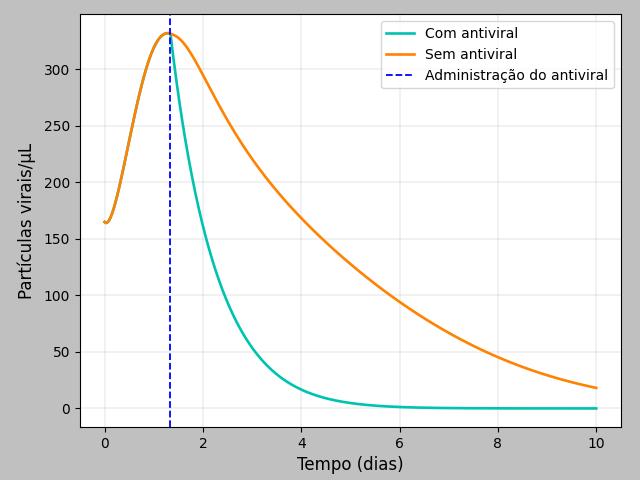 Com antiviral
Sem antiviral
Administração do antiviral
Partículas virais/µL
300
250
200
150
100
50
0
0 2 4 6 8 10
Tempo (dias)